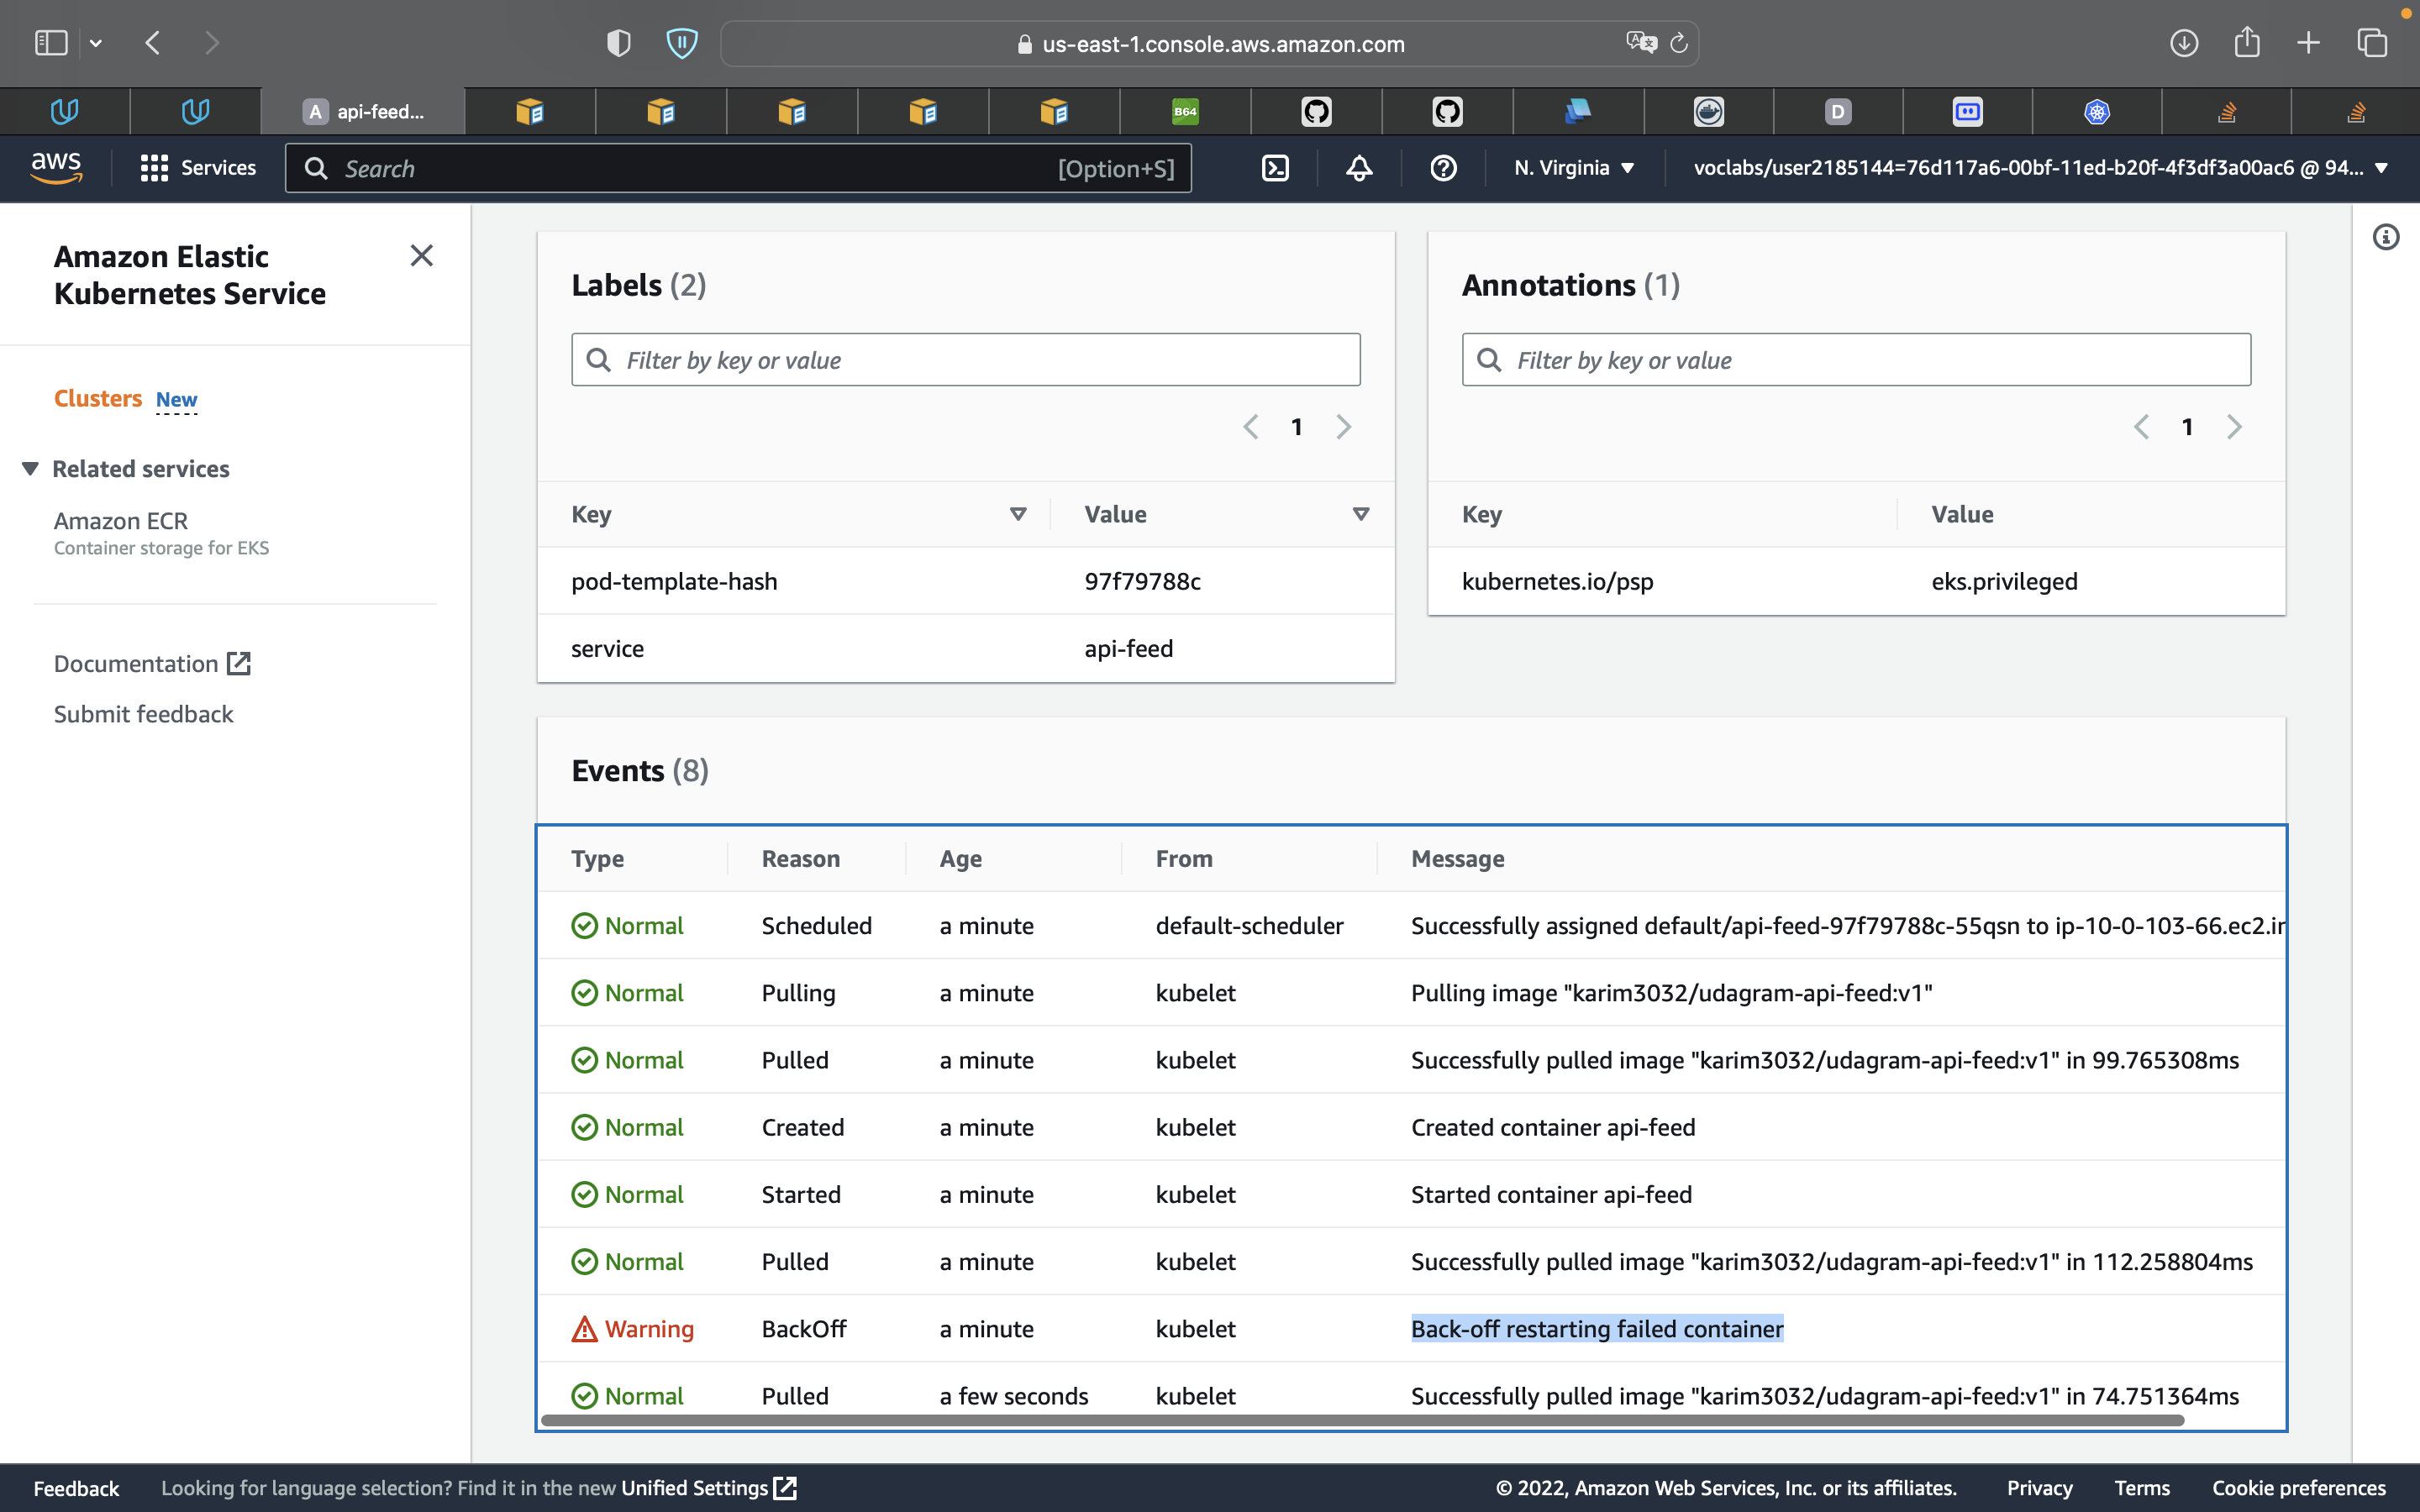 us-east-1.console.aws.amazon.com
A api-feed... B64 D
aws Services Search [Option+S] N. Virginia ▼ voclabs/user2185144=76d117a6-00bf-11ed-b20f-4f3df3a00ac6 @ 94... ▼
Amazon Elastic
Kubernetes Service
Clusters New
Related services
Amazon ECR
Container storage for EKS
Documentation
Submit feedback
Labels (2)
Filter by key or value
1
Key Value
pod-template-hash 97f79788c
service api-feed
Annotations (1)
Filter by key or value
1
Key Value
kubernetes.io/psp eks.privileged
Events (8)
Type Reason Age From Message
Normal Scheduled a minute default-scheduler Successfully assigned default/api-feed-97f79788c-55qsn to ip-10-0-103-66.ec2.in
Normal Pulling a minute kubelet Pulling image "karim3032/udagram-api-feed:v1"
Normal Pulled a minute kubelet Successfully pulled image "karim3032/udagram-api-feed:v1" in 99.765308ms
Normal Created a minute kubelet Created container api-feed
Normal Started a minute kubelet Started container api-feed
Normal Pulled a minute kubelet Successfully pulled image "karim3032/udagram-api-feed:v1" in 112.258804ms
Warning BackOff a minute kubelet Back-off restarting failed container
Normal Pulled a few seconds kubelet Successfully pulled image "karim3032/udagram-api-feed:v1" in 74.751364ms
Feedback Looking for language selection? Find it in the new Unified Settings © 2022, Amazon Web Services, Inc. or its affiliates. Privacy Terms Cookie preferences